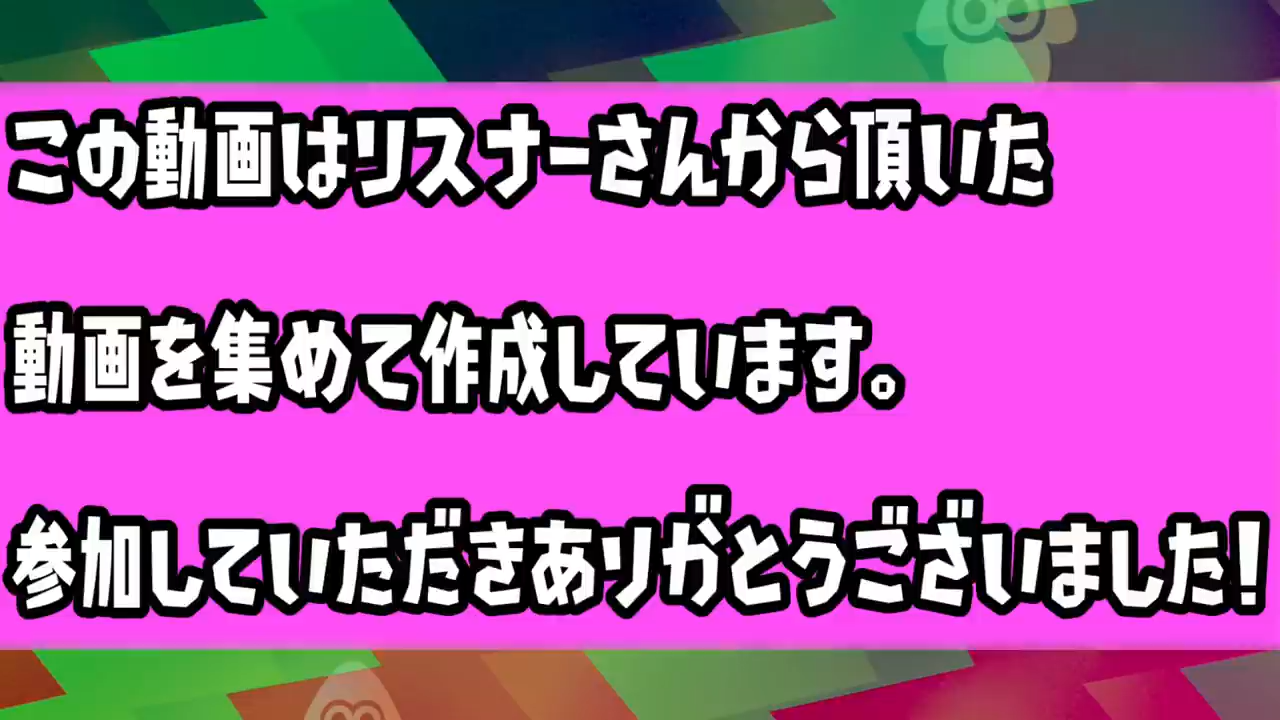 この動画はリスナーさんから頂いた
動画を集めて作成しています。
参加していただきありがとうございました!